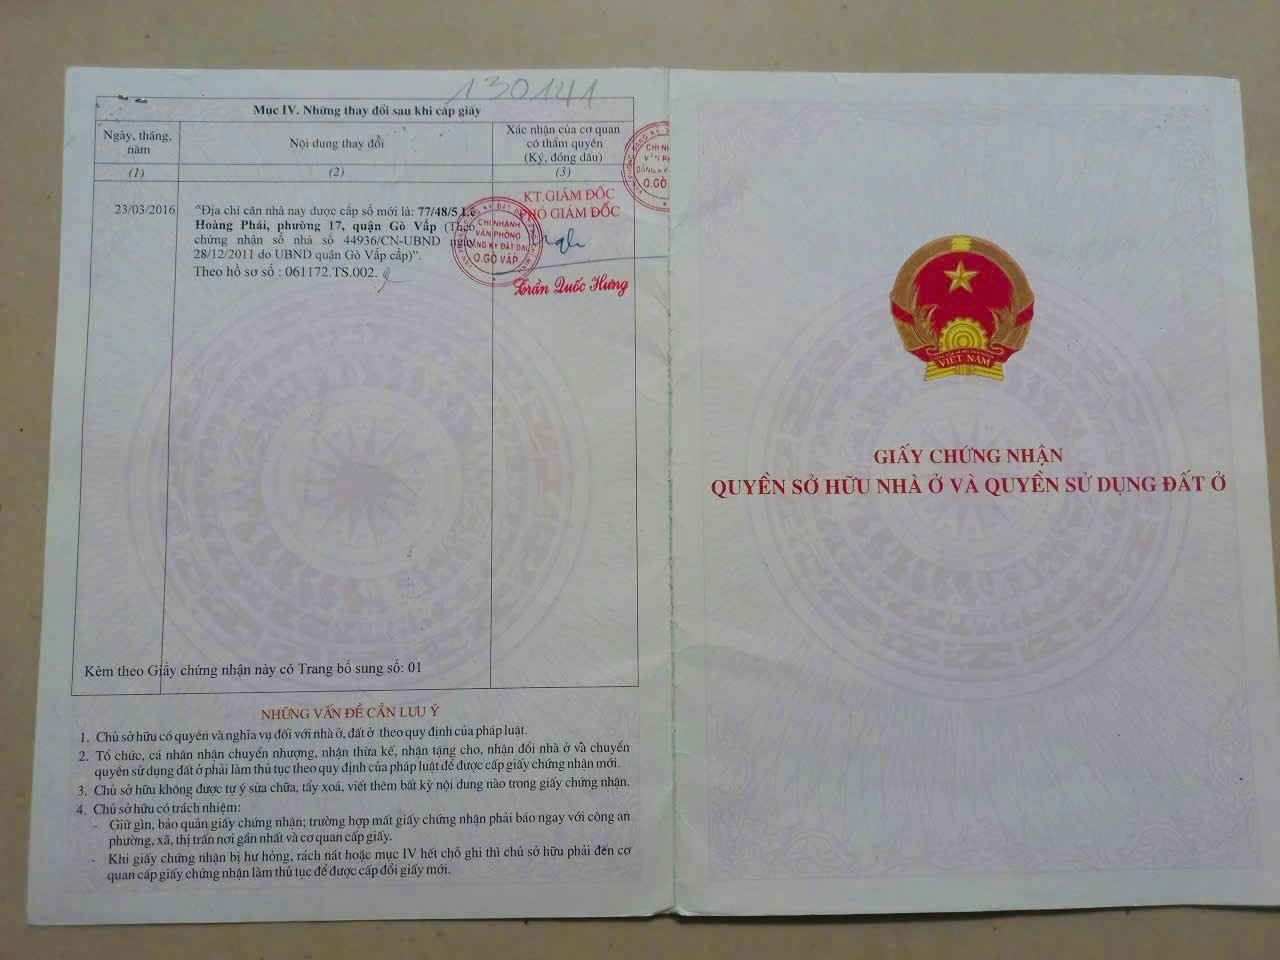 130141
Mục IV. Những thay đổi sau khi cấp giấy
Ngày, tháng, năm
Nội dung thay đổi
Xác nhận của cơ quan
có thẩm quyền
(Ký, đóng dấu)
(1)
(2)
(3)
23/03/2016
"Địa chỉ căn nhà nay được cấp số mới là: 77/48/5 Lê
Hoàng Phái, phường 17, quận Gò Vấp (Theo
chứng nhận số nhà số 44936/CN-UBND ngày
28/12/2011 do UBND quận Gò Vấp cấp)".
Theo hồ sơ số : 061172.TS.002.
KT.GIÁM ĐỐC
PHÓ GIÁM ĐỐC
CHI NHÁNH
VĂN PHÒNG
ĐĂNG KÝ ĐẤT ĐAI
Q.GÒ VẤP
Trần Quốc Hưng
Kèm theo Giấy chứng nhận này có Trang bổ sung số: 01
NHỮNG VẤN ĐỀ CẦN LƯU Ý
1. Chủ sở hữu có quyền và nghĩa vụ đối với nhà ở, đất ở theo quy định của pháp luật.
2. Tổ chức, cá nhân nhận chuyển nhượng, nhận thừa kế, nhận tặng cho, nhận đổi nhà ở và chuyển
quyền sử dụng đất ở phải làm thủ tục theo quy định của pháp luật để được cấp giấy chứng nhận mới.
3. Chủ sở hữu không được tự ý sửa chữa, tẩy xoá, viết thêm bất kỳ nội dung nào trong giấy chứng nhận.
4. Chủ sở hữu có trách nhiệm:
- Giữ gìn, bảo quản giấy chứng nhận; trường hợp mất giấy chứng nhận phải báo ngay với công an
phường, xã, thị trấn nơi gần nhất và cơ quan cấp giấy.
- Khi giấy chứng nhận bị hư hỏng, rách nát hoặc mục IV hết chỗ ghi thì chủ sở hữu phải đến cơ
quan cấp giấy chứng nhận làm thủ tục để được cấp đổi giấy mới.
VIỆT NAM
GIẤY CHỨNG NHẬN
QUYỀN SỞ HỮU NHÀ Ở VÀ QUYỀN SỬ DỤNG ĐẤT Ở